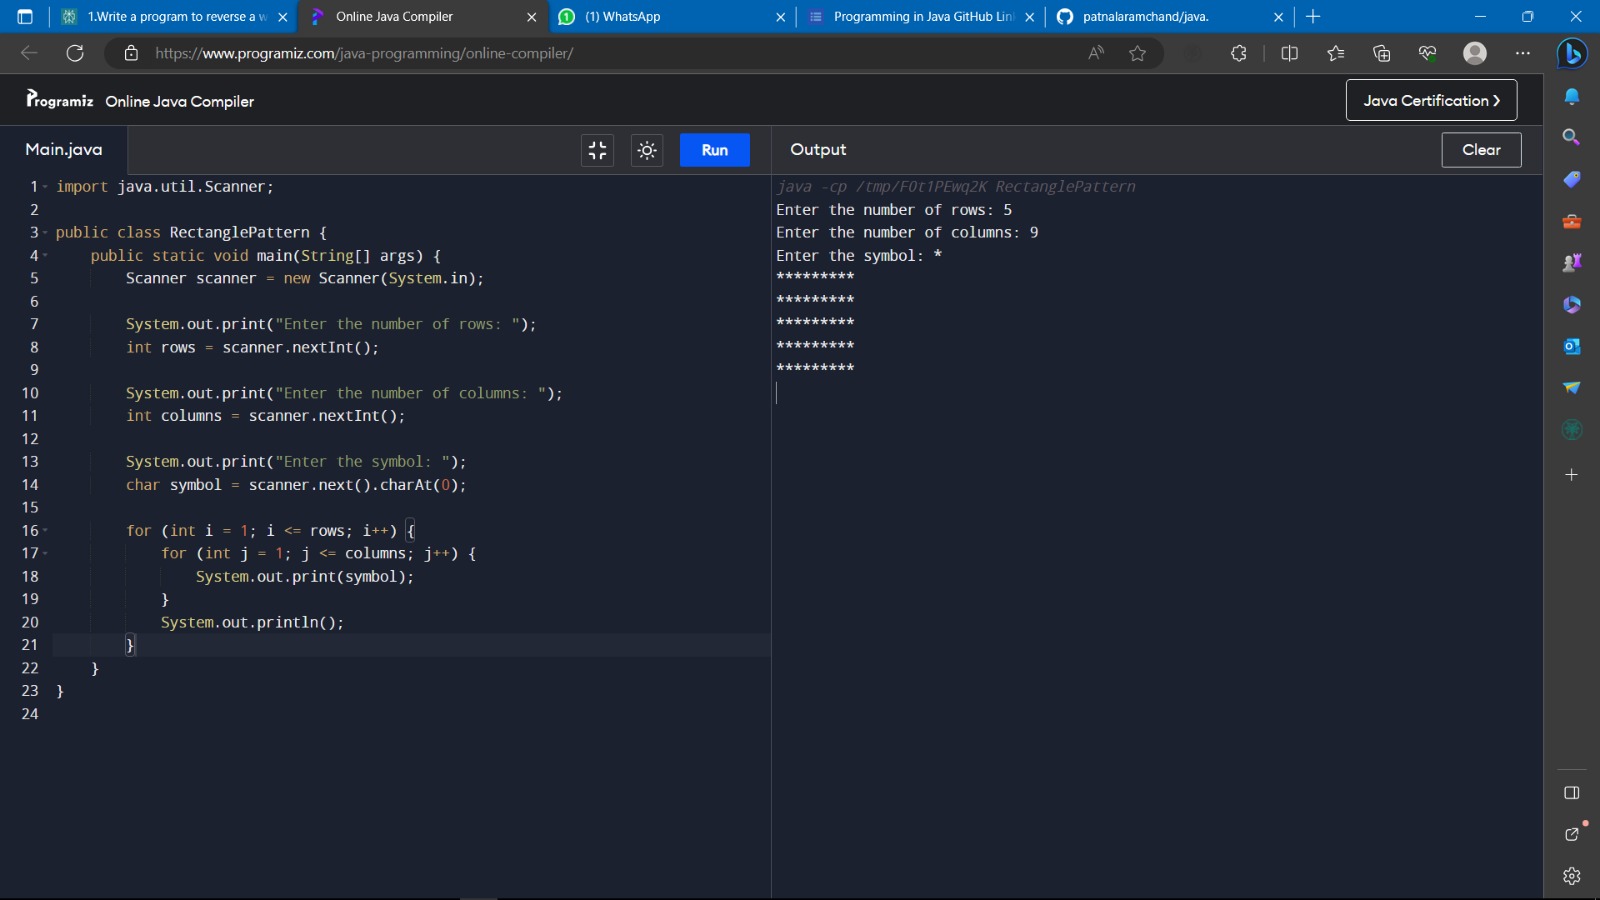 1.Write a program to reverse a w
Online Java Compiler
(1) WhatsApp
Programming in Java GitHub Lin
patnalaramchand/java.
https://www.programiz.com/java-programming/online-compiler/
Programiz Online Java Compiler
Java Certification ❯
Main.java
Run
Output
Clear
1 import java.util.Scanner;
2
3 public class RectanglePattern {
4     public static void main(String[] args) {
5         Scanner scanner = new Scanner(System.in);
6
7         System.out.print("Enter the number of rows: ");
8         int rows = scanner.nextInt();
9
10         System.out.print("Enter the number of columns: ");
11         int columns = scanner.nextInt();
12
13         System.out.print("Enter the symbol: ");
14         char symbol = scanner.next().charAt(0);
15
16         for (int i = 1; i <= rows; i++) {
17             for (int j = 1; j <= columns; j++) {
18                 System.out.print(symbol);
19             }
20             System.out.println();
21         }
22     }
23 }
24
java -cp /tmp/F0t1PEwq2K RectanglePattern
Enter the number of rows: 5
Enter the number of columns: 9
Enter the symbol: *
*********
*********
*********
*********
*********